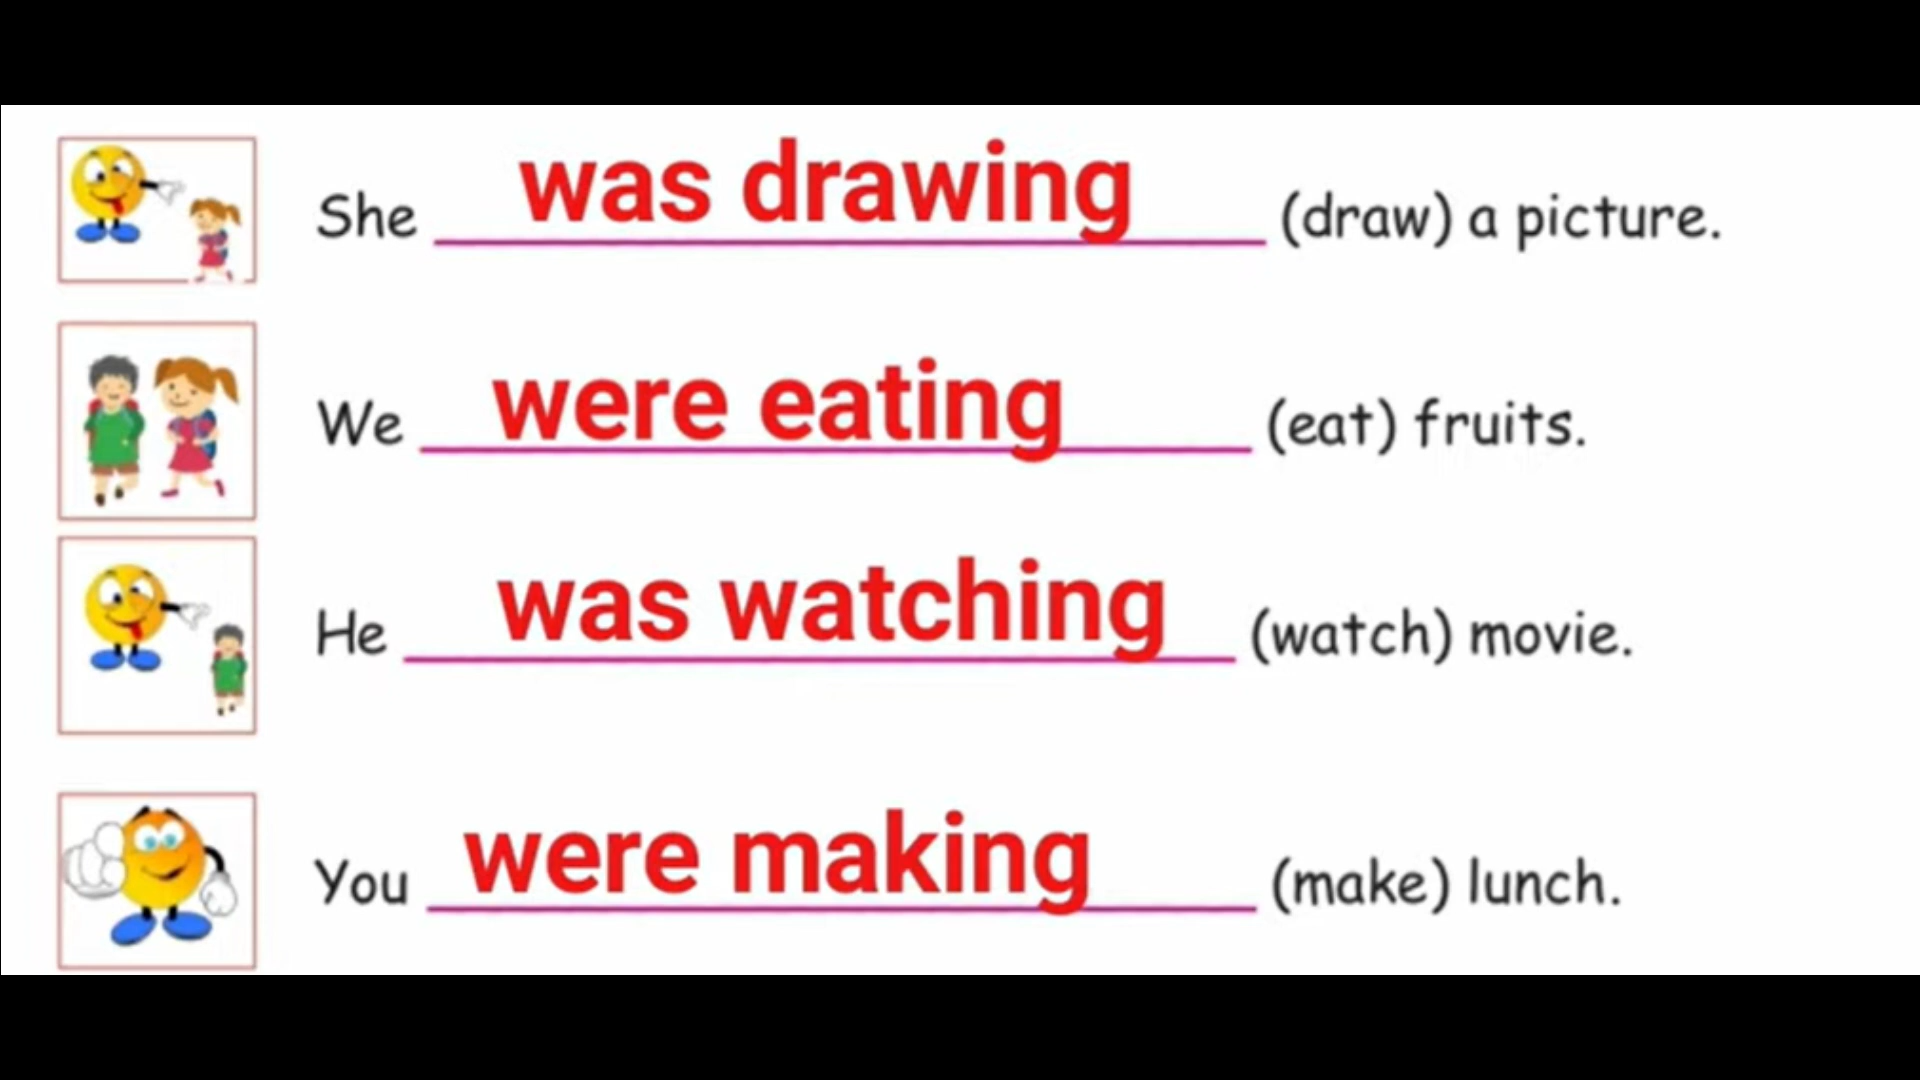 She was drawing (draw) a picture.
We were eating (eat) fruits.
He was watching (watch) movie.
You were making (make) lunch.